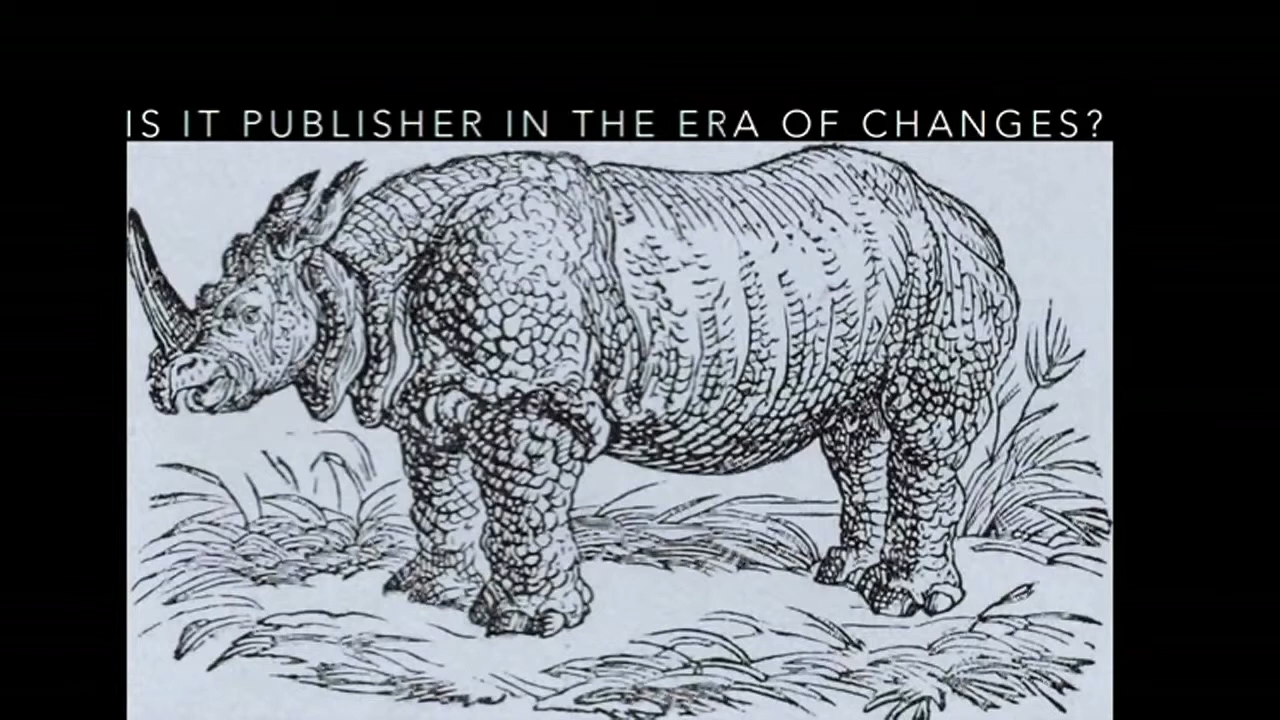 IS IT PUBLISHER IN THE ERA OF CHANGES?